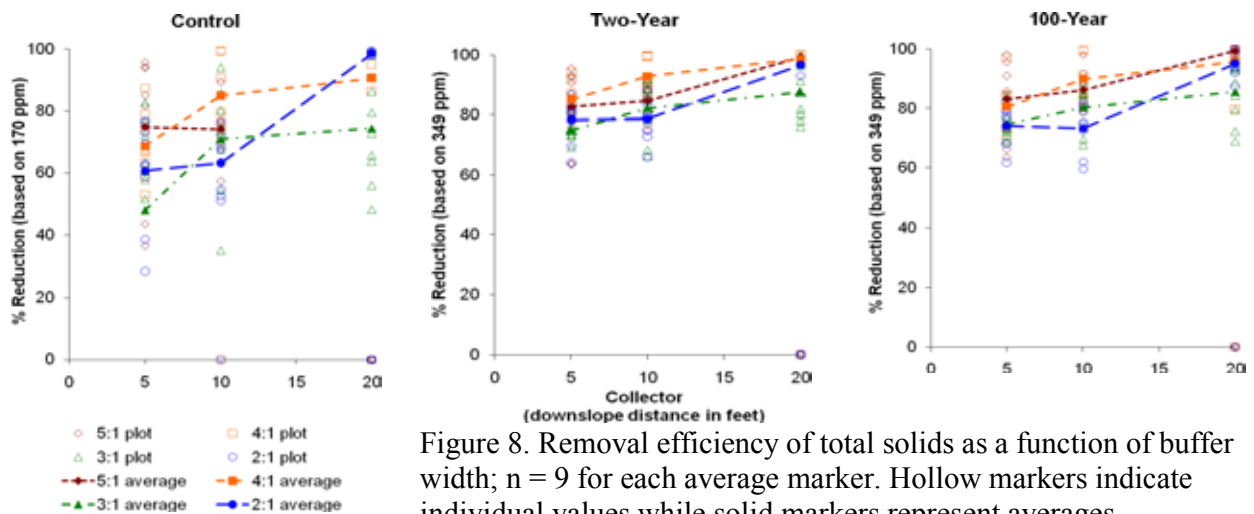 Control
Two-Year
100-Year
% Reduction (based on 170 ppm)
100
80
60
40
20
0
0 5 10 15 20
% Reduction (based on 349 ppm)
100
80
60
40
20
0
0 5 10 15 20
Collector
(downslope distance in feet)
% Reduction (based on 349 ppm)
100
80
60
40
20
0
0 5 10 15 20
5:1 plot 4:1 plot
3:1 plot 2:1 plot
5:1 average 4:1 average
3:1 average 2:1 average
Figure 8. Removal efficiency of total solids as a function of buffer
width; n = 9 for each average marker. Hollow markers indicate
individual values while solid markers represent averages